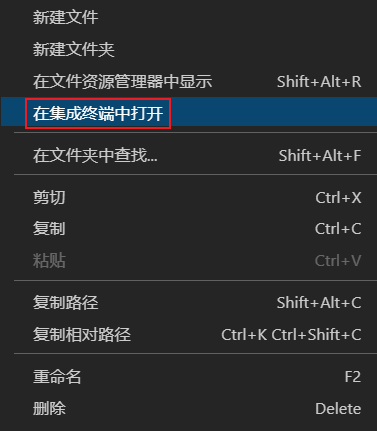 新建文件
新建文件夹
在文件资源管理器中显示 Shift+Alt+R
在集成终端中打开
在文件夹中查找... Shift+Alt+F
剪切 Ctrl+X
复制 Ctrl+C
粘贴 Ctrl+V
复制路径 Shift+Alt+C
复制相对路径 Ctrl+K Ctrl+Shift+C
重命名 F2
删除 Delete